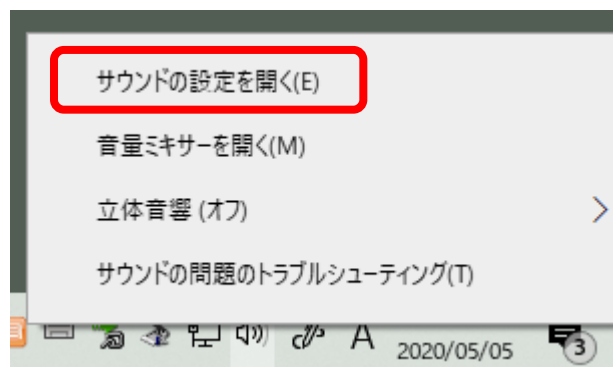 サウンドの設定を開く(E)
音量ミキサーを開く(M)
立体音響 (オフ)
サウンドの問題のトラブルシューティング(T)
A
2020/05/05
3